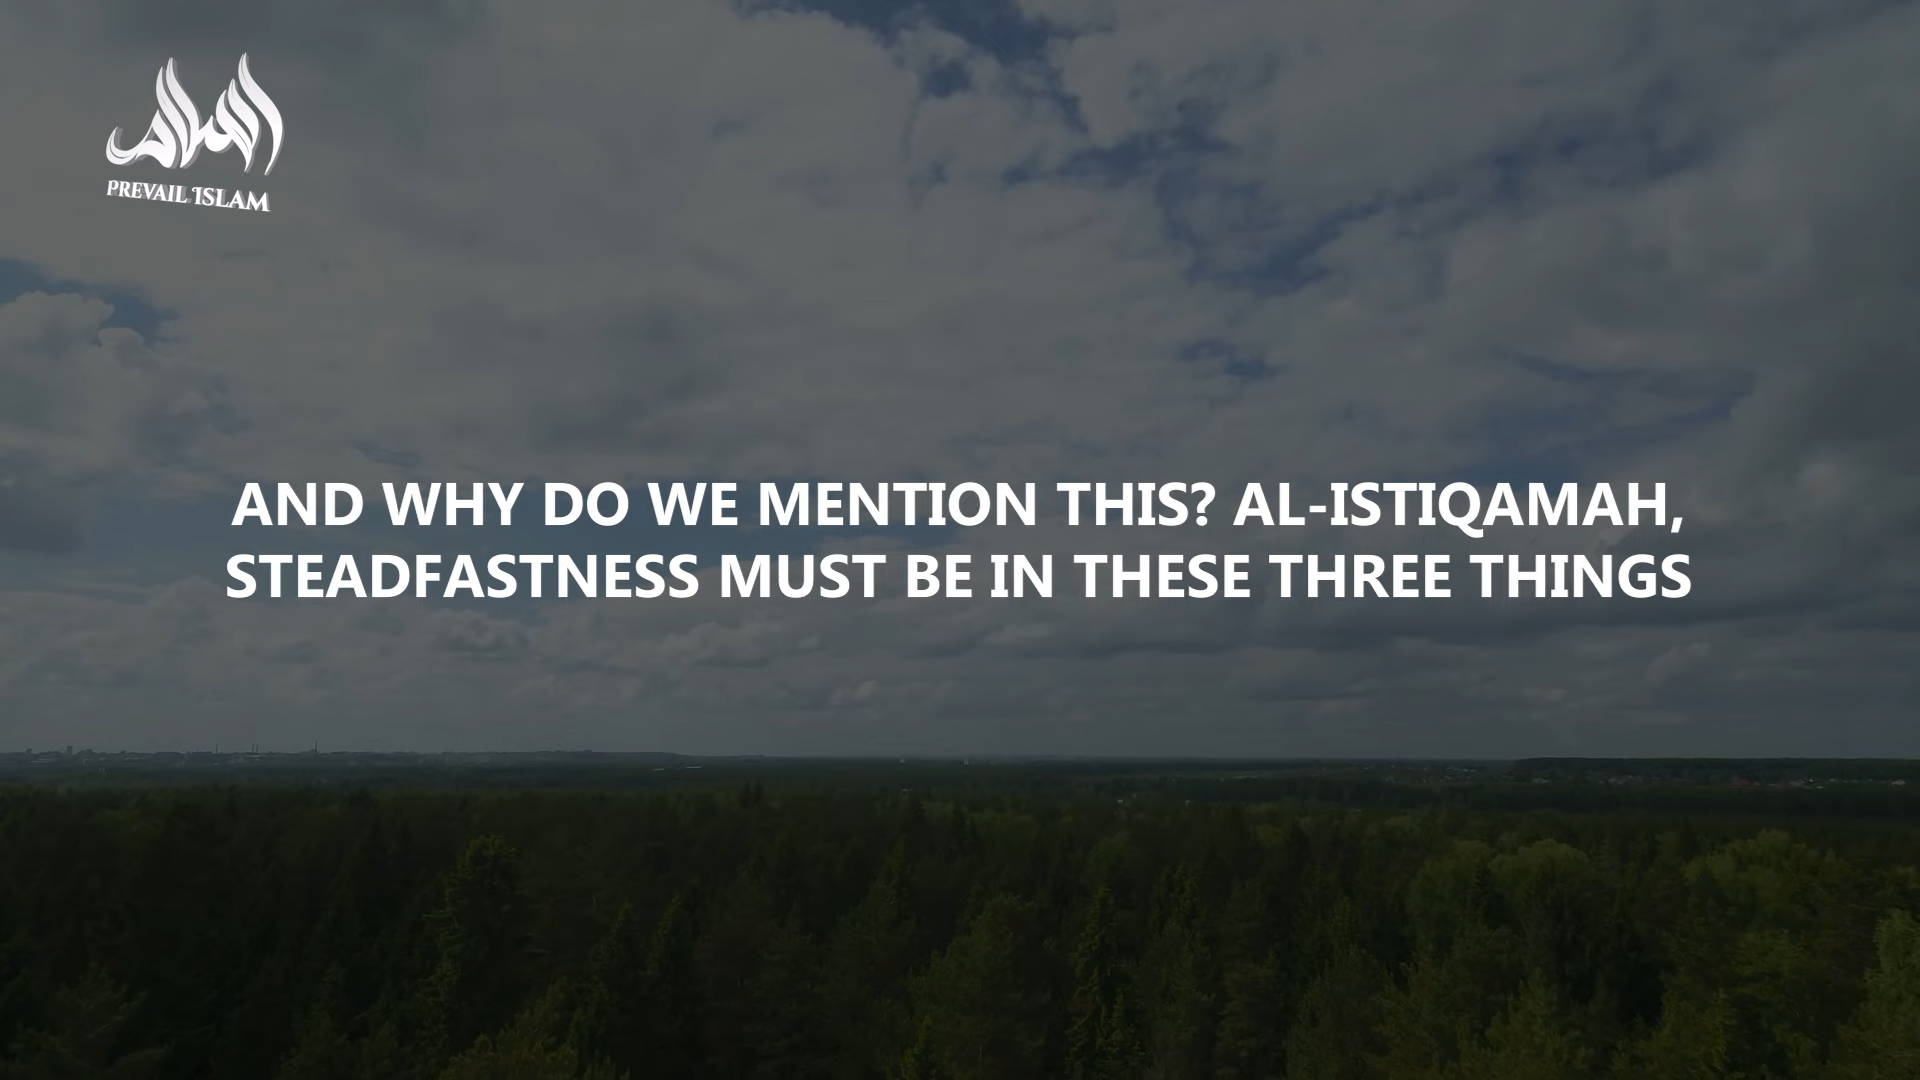 PREVAIL ISLAM
AND WHY DO WE MENTION THIS? AL-ISTIQAMAH,
STEADFASTNESS MUST BE IN THESE THREE THINGS